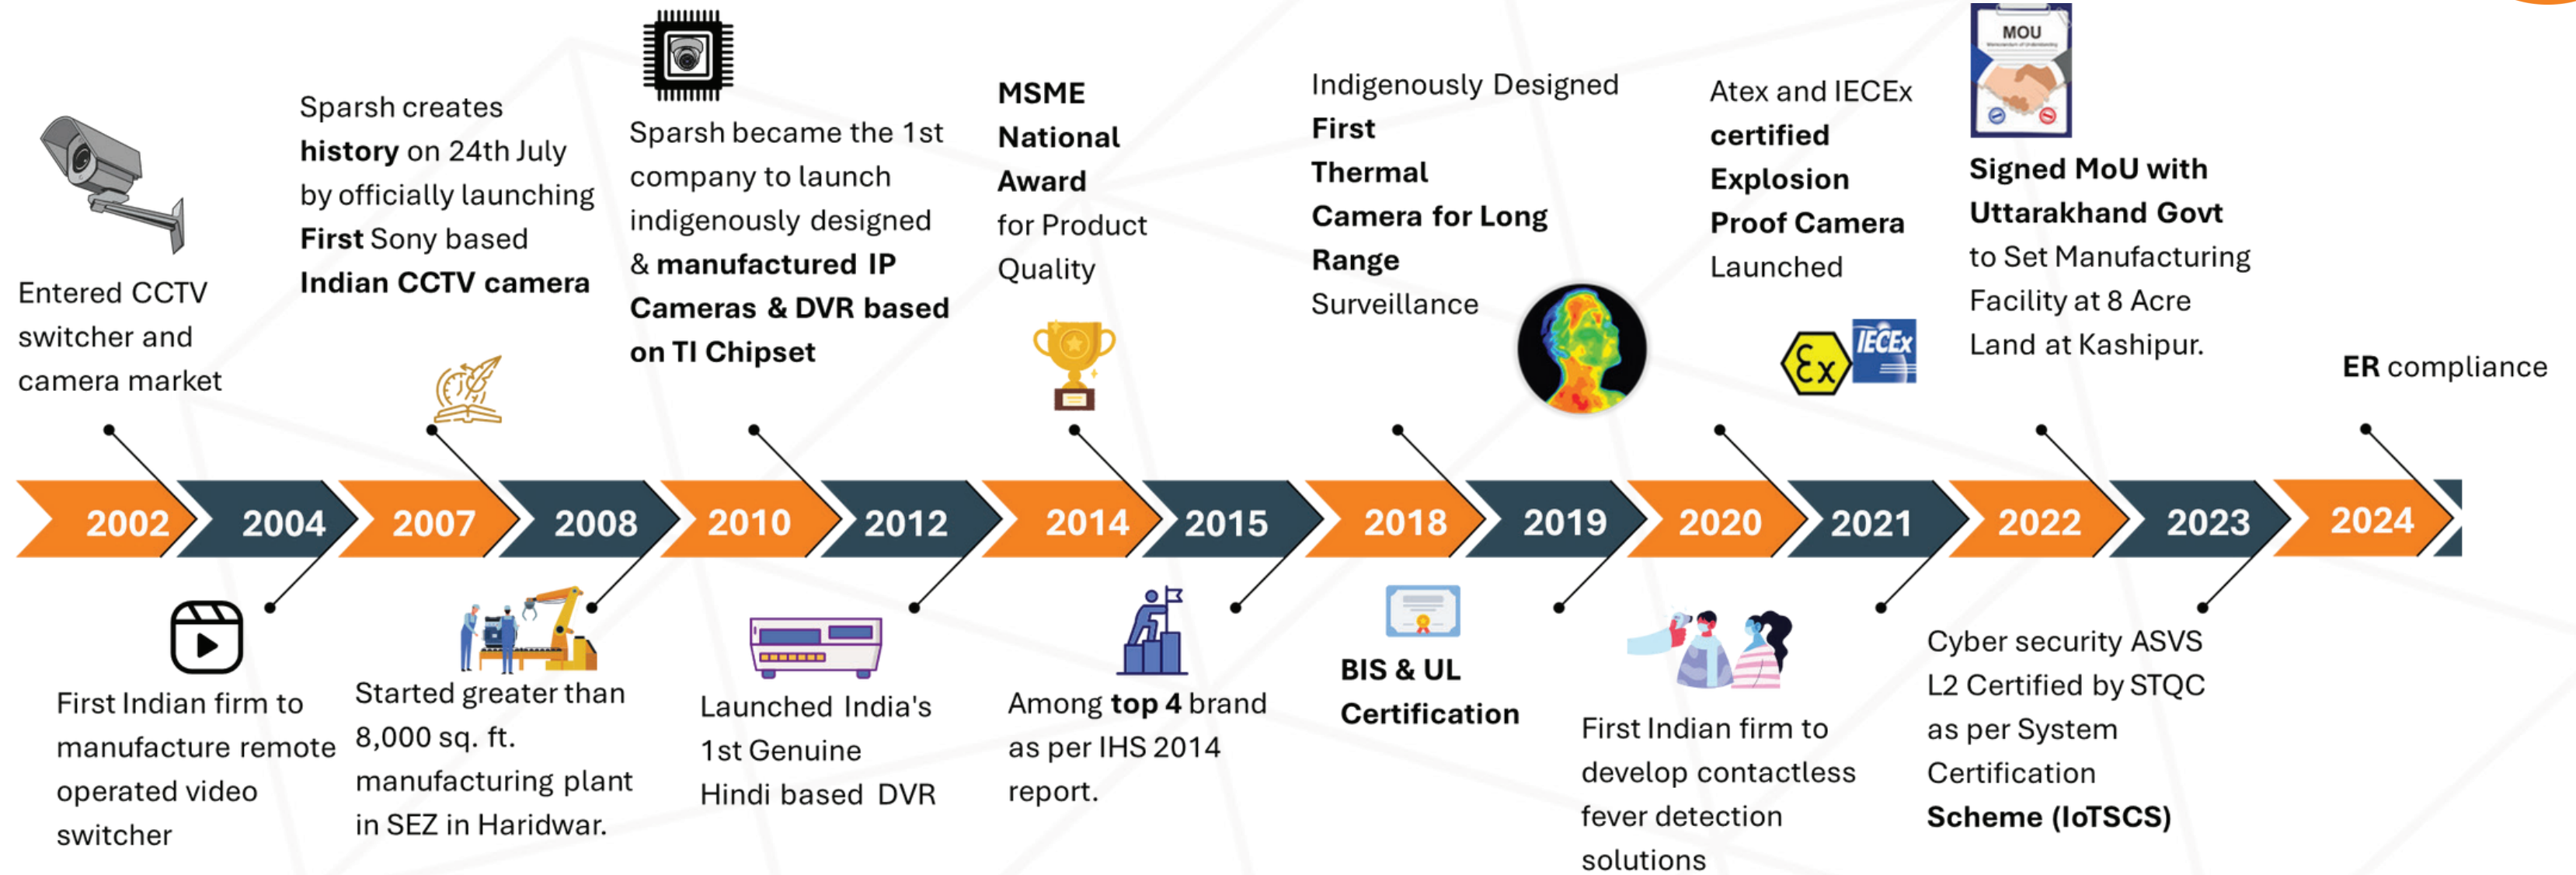 MOU
Entered CCTV
switcher and
camera market
Sparsh creates
history on 24th July
by officially launching
First Sony based
Indian CCTV camera
Sparsh became the 1st
company to launch
indigenously designed
& manufactured IP
Cameras & DVR based
on TI Chipset
MSME
National
Award
for Product
Quality
Indigenously Designed
First
Thermal
Camera for Long
Range
Surveillance
Atex and IECEx
certified
Explosion
Proof Camera
Launched
Ex
IECEx
Signed MoU with
Uttarakhand Govt
to Set Manufacturing
Facility at 8 Acre
Land at Kashipur.
ER compliance
2002
2004
2007
2008
2010
2012
2014
2015
2018
2019
2020
2021
2022
2023
2024
First Indian firm to
manufacture remote
operated video
switcher
Started greater than
8,000 sq. ft.
manufacturing plant
in SEZ in Haridwar.
Launched India's
1st Genuine
Hindi based DVR
Among top 4 brand
as per IHS 2014
report.
BIS & UL
Certification
First Indian firm to
develop contactless
fever detection
solutions
Cyber security ASVS
L2 Certified by STQC
as per System
Certification
Scheme (IoTSCS)